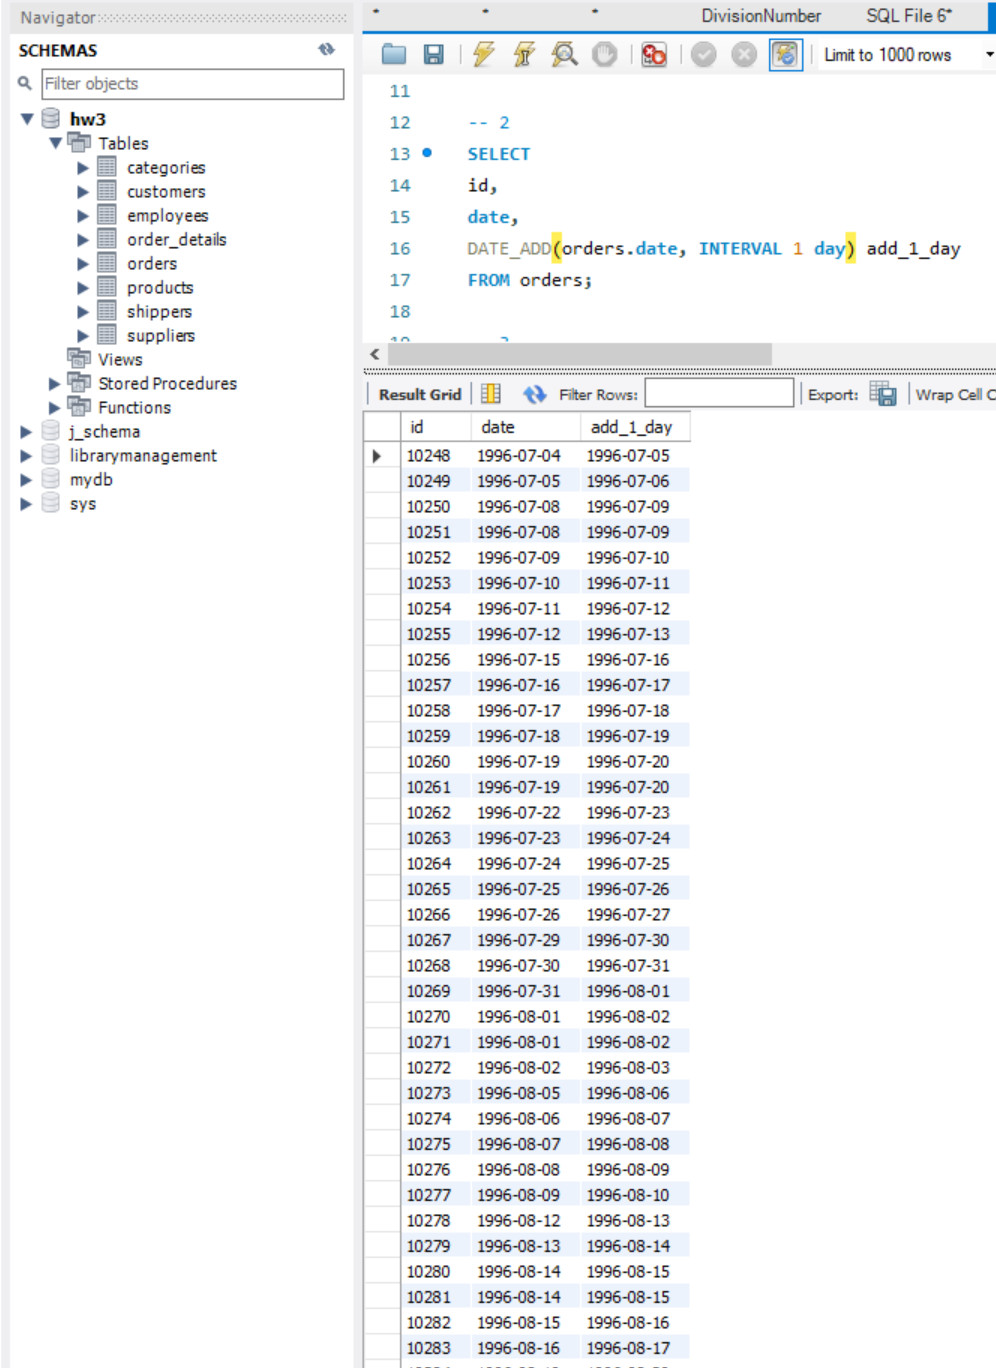 Navigator
SCHEMAS
Filter objects
hw3
Tables
categories
customers
employees
order_details
orders
products
shippers
suppliers
Views
Stored Procedures
Functions
j_schema
librarymanagement
mydb
sys
* * * DivisionNumber SQL File 6*
Limit to 1000 rows
11
12 -- 2
13 SELECT
14 id,
15 date,
16 DATE_ADD(orders.date, INTERVAL 1 day) add_1_day
17 FROM orders;
18
Result Grid Filter Rows: Export: Wrap Cell C
id date add_1_day
10248 1996-07-04 1996-07-05
10249 1996-07-05 1996-07-06
10250 1996-07-08 1996-07-09
10251 1996-07-08 1996-07-09
10252 1996-07-09 1996-07-10
10253 1996-07-10 1996-07-11
10254 1996-07-11 1996-07-12
10255 1996-07-12 1996-07-13
10256 1996-07-15 1996-07-16
10257 1996-07-16 1996-07-17
10258 1996-07-17 1996-07-18
10259 1996-07-18 1996-07-19
10260 1996-07-19 1996-07-20
10261 1996-07-19 1996-07-20
10262 1996-07-22 1996-07-23
10263 1996-07-23 1996-07-24
10264 1996-07-24 1996-07-25
10265 1996-07-25 1996-07-26
10266 1996-07-26 1996-07-27
10267 1996-07-29 1996-07-30
10268 1996-07-30 1996-07-31
10269 1996-07-31 1996-08-01
10270 1996-08-01 1996-08-02
10271 1996-08-01 1996-08-02
10272 1996-08-02 1996-08-03
10273 1996-08-05 1996-08-06
10274 1996-08-06 1996-08-07
10275 1996-08-07 1996-08-08
10276 1996-08-08 1996-08-09
10277 1996-08-09 1996-08-10
10278 1996-08-12 1996-08-13
10279 1996-08-13 1996-08-14
10280 1996-08-14 1996-08-15
10281 1996-08-14 1996-08-15
10282 1996-08-15 1996-08-16
10283 1996-08-16 1996-08-17